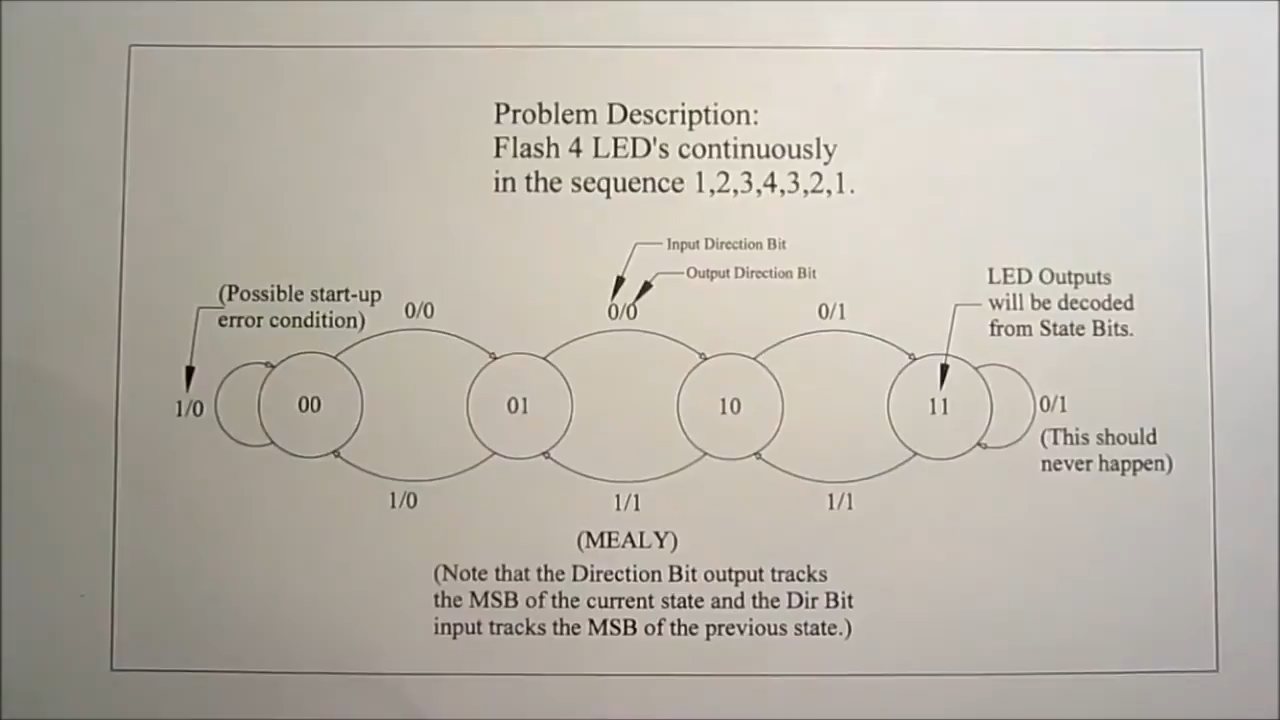 Problem Description:
Flash 4 LED's continuously
in the sequence 1,2,3,4,3,2,1.
Input Direction Bit
Output Direction Bit
(Possible start-up
error condition)
0/0
0/0
0/1
LED Outputs
will be decoded
from State Bits.
1/0
00
01
10
11
0/1
(This should
never happen)
1/0
1/1
1/1
(MEALY)
(Note that the Direction Bit output tracks
the MSB of the current state and the Dir Bit
input tracks the MSB of the previous state.)